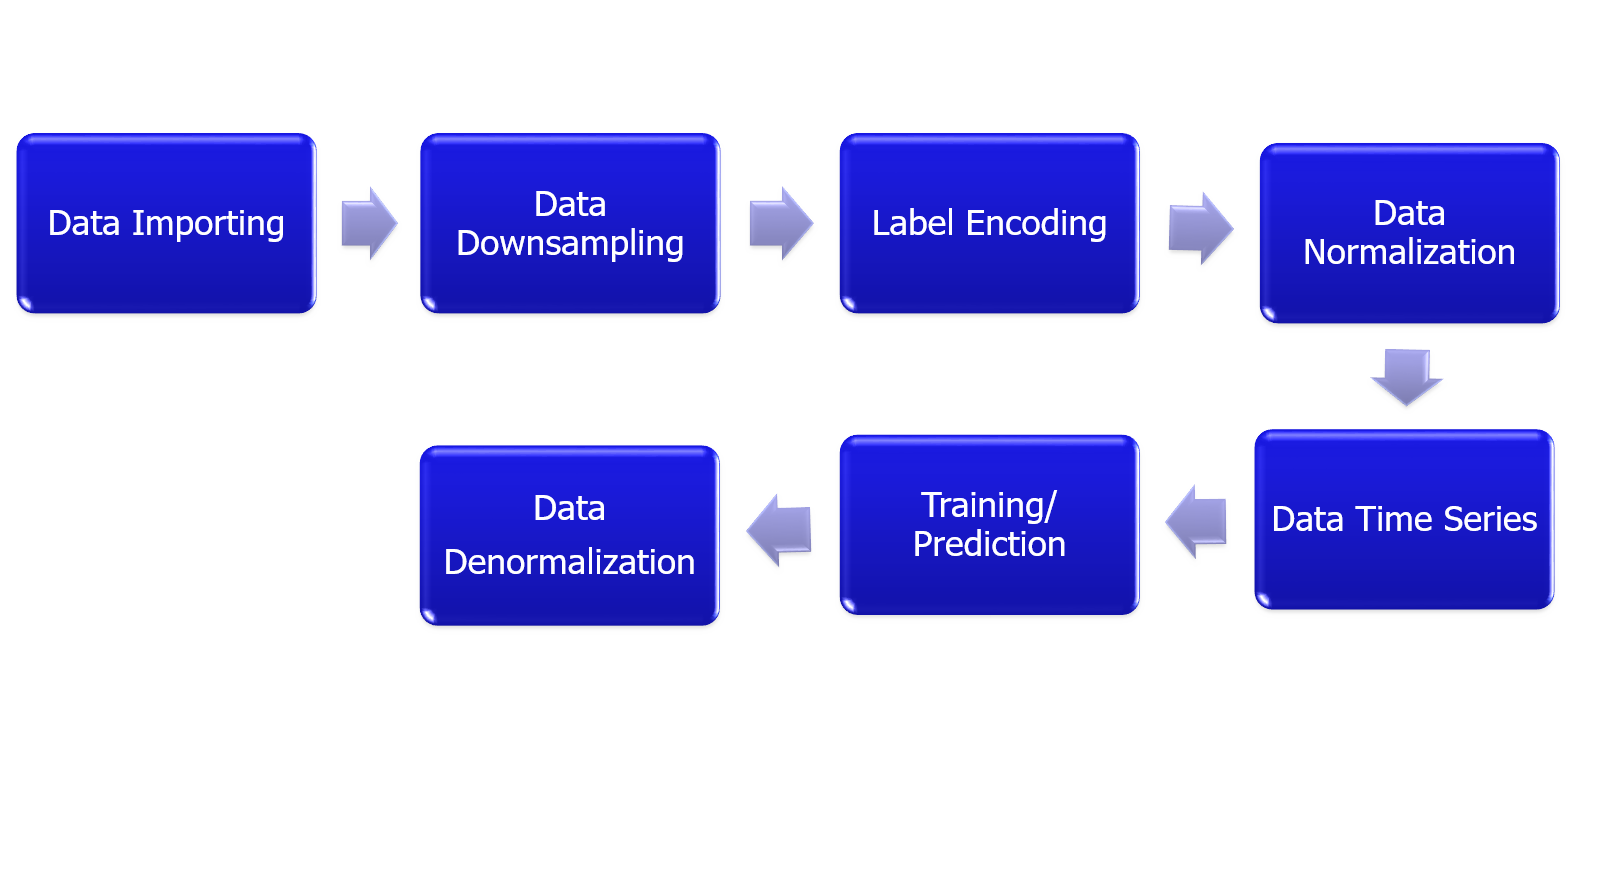 Data Importing
Data
Downsampling
Label Encoding
Data
Normalization
Data Time Series
Training/
Prediction
Data
Denormalization